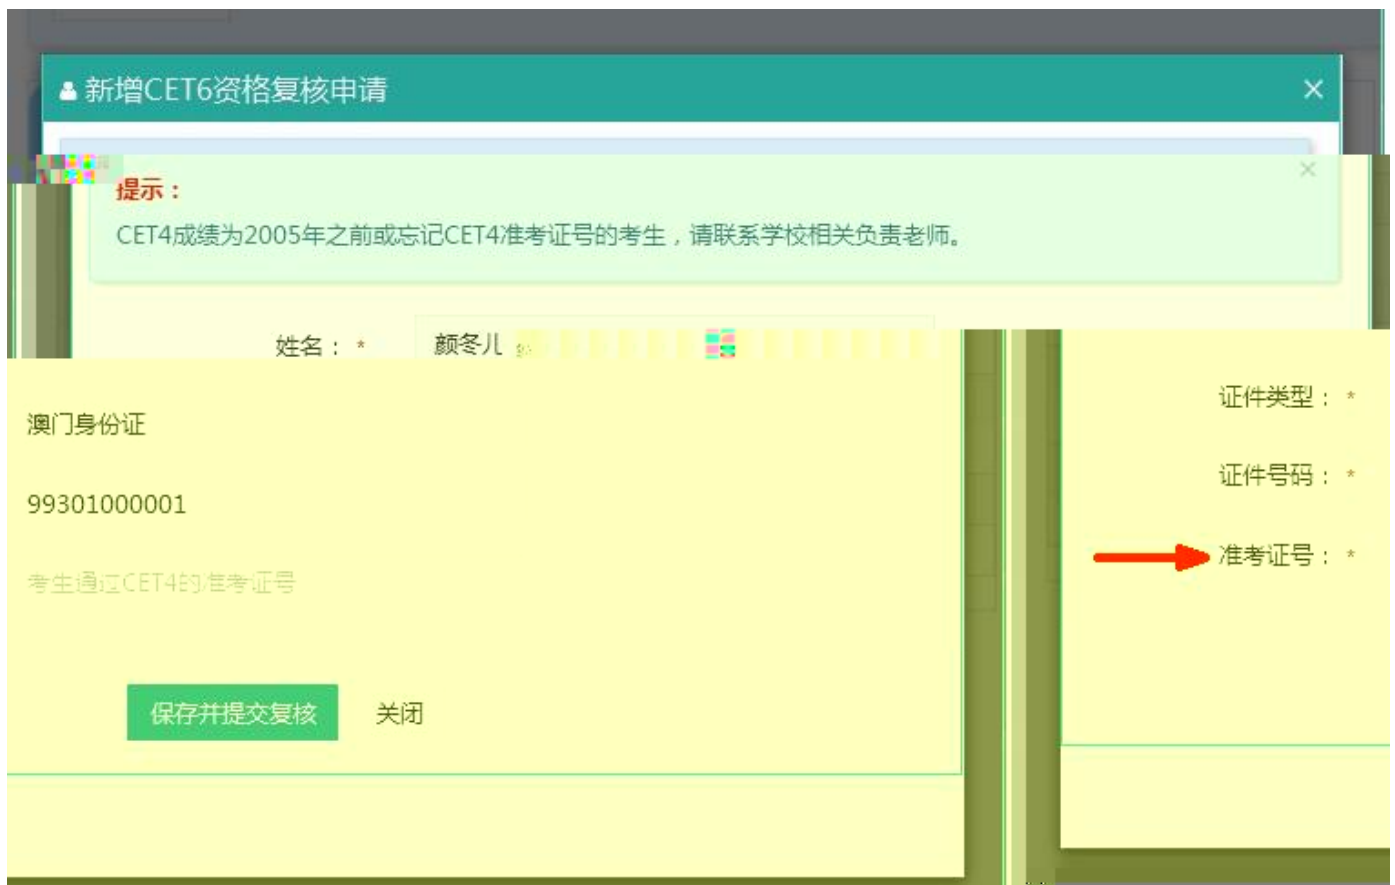 新增CET6资格复核申请
提示：
CET4成绩为2005年之前或忘记CET4准考证号的考生，请联系学校相关负责老师。
姓名： * 颜冬儿
证件类型： *
澳门身份证
证件号码： *
99301000001
准考证号： *
考生通过CET4的准考证号
保存并提交复核 关闭